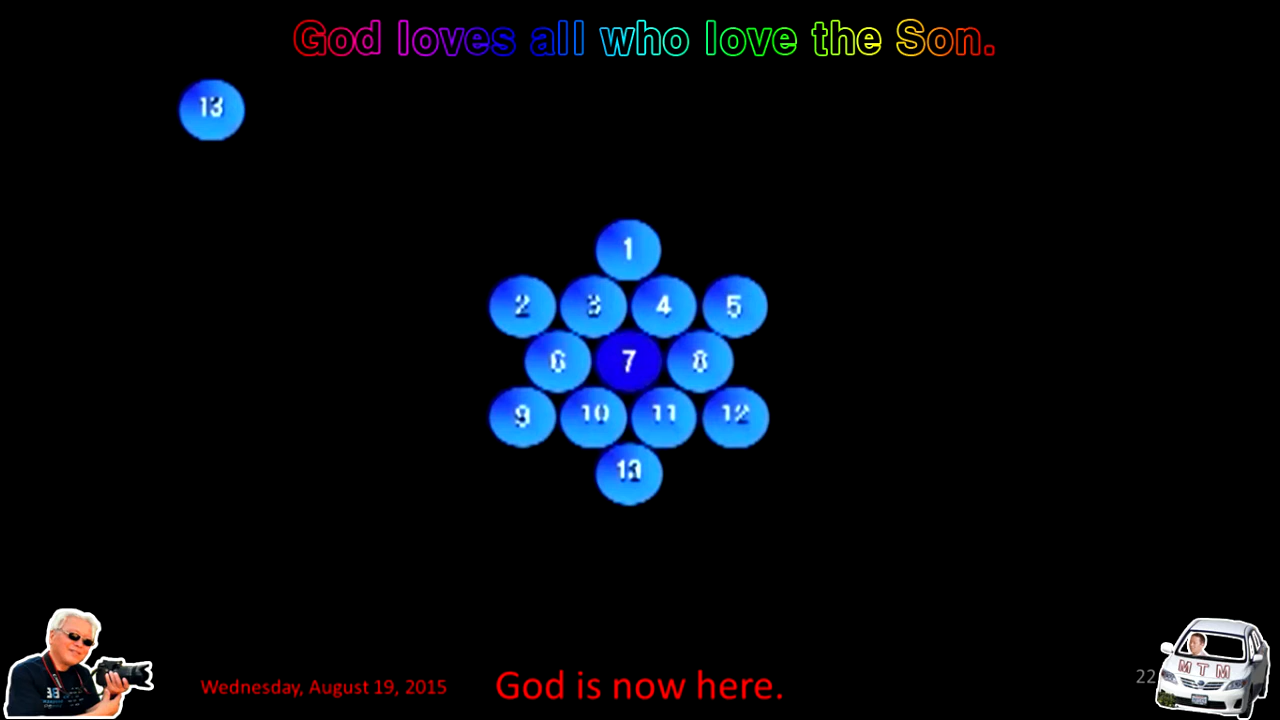 God loves all who love the Son.
13
1
2 3 4 5
6 7 8
9 10 11 12
13
Wednesday, August 19, 2015
God is now here.
22
MTM